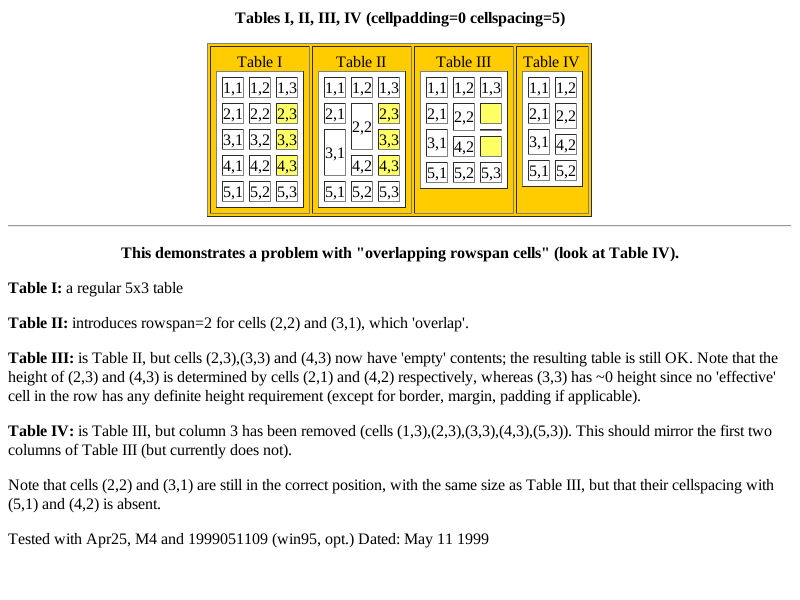 Tables I, II, III, IV (cellpadding=0 cellspacing=5)
Table I Table II Table III Table IV
1,1 1,2 1,3 1,1 1,2 1,3 1,1 1,2 1,3 1,1 1,2
2,1 2,2 2,3 2,1 2,2 2,3 2,1 2,2 2,1 2,2
3,1 3,2 3,3 3,1 3,3 3,1 4,2 3,1 4,2
4,1 4,2 4,3 4,2 4,3 5,1 5,2 5,3 5,1 5,2
5,1 5,2 5,3 5,1 5,2 5,3
This demonstrates a problem with "overlapping rowspan cells" (look at Table IV).
Table I: a regular 5x3 table
Table II: introduces rowspan=2 for cells (2,2) and (3,1), which 'overlap'.
Table III: is Table II, but cells (2,3),(3,3) and (4,3) now have 'empty' contents; the resulting table is still OK. Note that the
height of (2,3) and (4,3) is determined by cells (2,1) and (4,2) respectively, whereas (3,3) has ~0 height since no 'effective'
cell in the row has any definite height requirement (except for border, margin, padding if applicable).
Table IV: is Table III, but column 3 has been removed (cells (1,3),(2,3),(3,3),(4,3),(5,3)). This should mirror the first two
columns of Table III (but currently does not).
Note that cells (2,2) and (3,1) are still in the correct position, with the same size as Table III, but that their cellspacing with
(5,1) and (4,2) is absent.
Tested with Apr25, M4 and 1999051109 (win95, opt.) Dated: May 11 1999